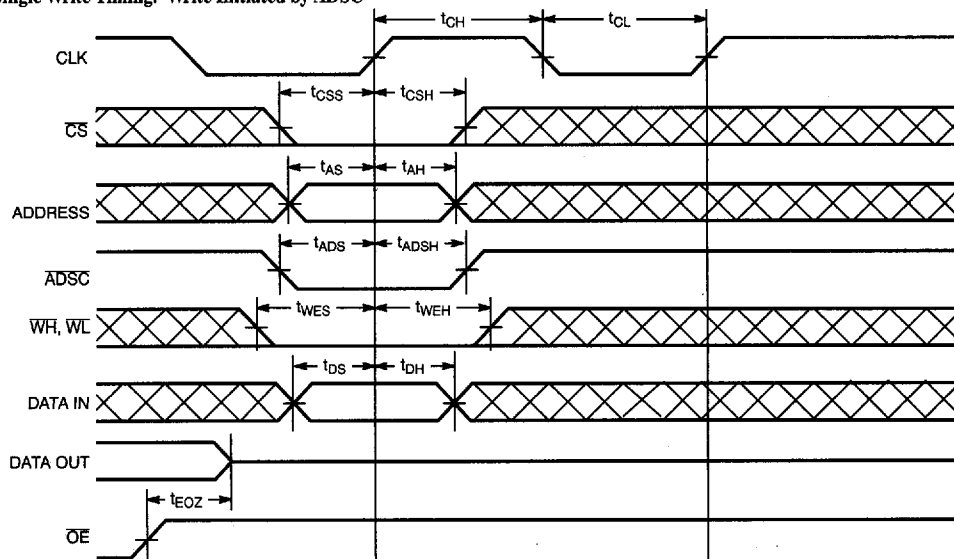 Single Write Timing: Write Initiated by ADSC
tCH tCL
CLK
tCSS tCSH
CS
tAS tAH
ADDRESS
tADS tADSH
ADSC
tWES tWEH
WH, WL
tDS tDH
DATA IN
DATA OUT
tEOZ
OE